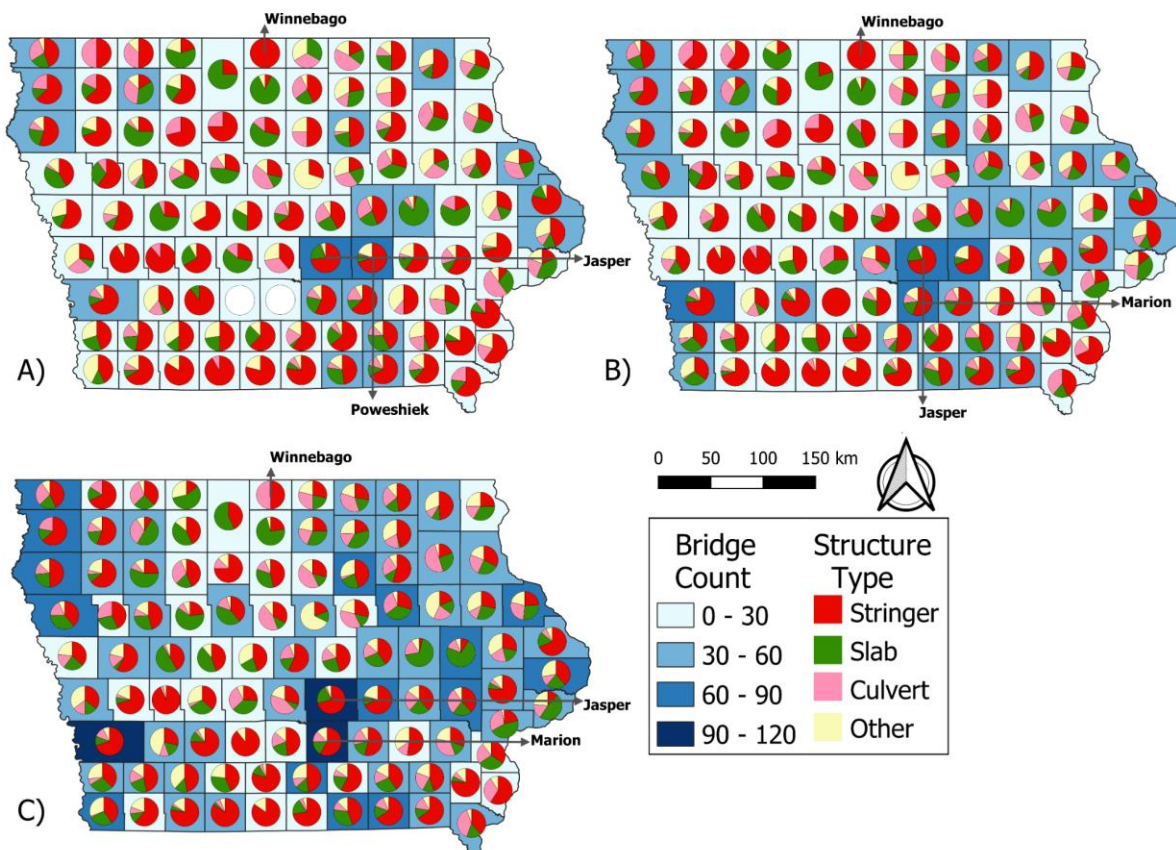 Winnebago
Jasper
A)
Poweshiek
Winnebago
Marion
B)
Jasper
Winnebago
Jasper
Marion
C)
0 50 100 150 km
Bridge Count
0 - 30
30 - 60
60 - 90
90 - 120
Structure Type
Stringer
Slab
Culvert
Other